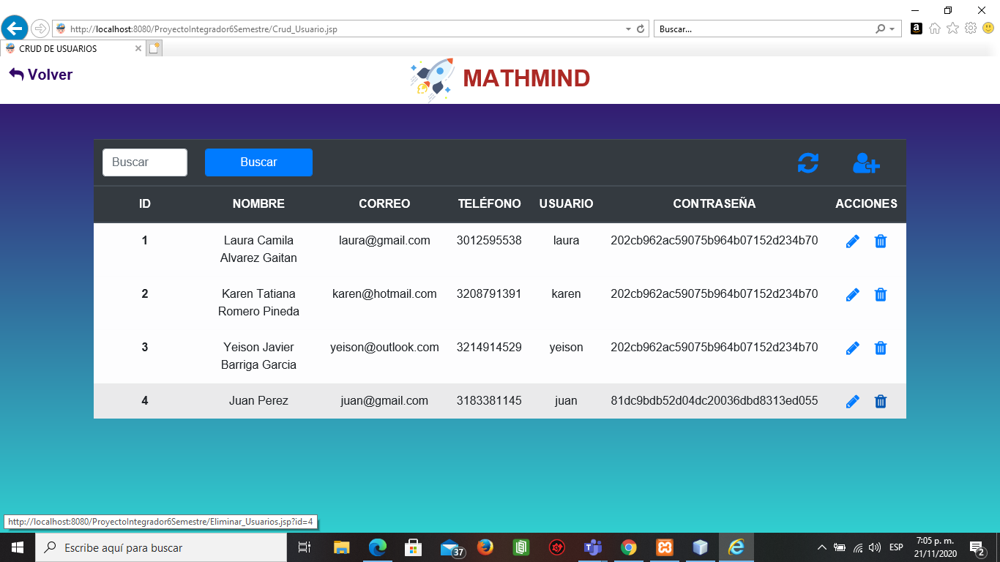 http://localhost:8080/ProyectoIntegrador6Semestre/Crud_Usuario.jsp
Buscar...
CRUD DE USUARIOS
Volver
MATHMIND
Buscar
Buscar
ID NOMBRE CORREO TELÉFONO USUARIO CONTRASEÑA ACCIONES
1 Laura Camila laura@gmail.com 3012595538 laura 202cb962ac59075b964b07152d234b70
Alvarez Gaitan
2 Karen Tatiana karen@hotmail.com 3208791391 karen 202cb962ac59075b964b07152d234b70
Romero Pineda
3 Yeison Javier yeison@outlook.com 3214914529 yeison 202cb962ac59075b964b07152d234b70
Barriga Garcia
4 Juan Perez juan@gmail.com 3183381145 juan 81dc9bdb52d04dc20036dbd8313ed055
http://localhost:8080/ProyectoIntegrador6Semestre/Eliminar_Usuarios.jsp?id=4
Escribe aquí para buscar
37
ESP
7:05 p. m.
21/11/2020
2